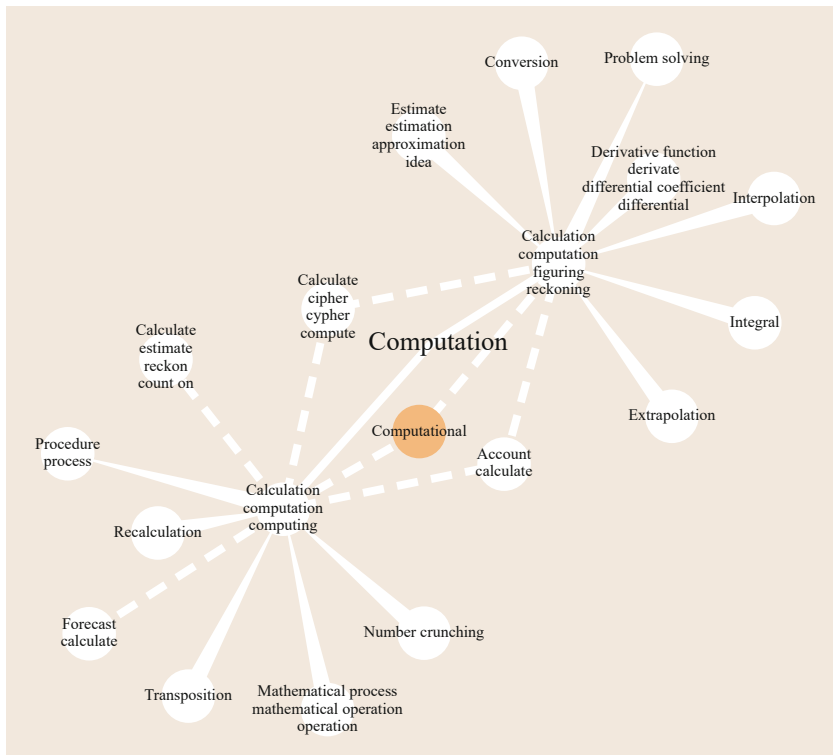 Conversion
Problem solving
Estimate
estimation
approximation
idea
Derivative function
derivate
differential coefficient
differential
Interpolation
Calculation
computation
figuring
reckoning
Calculate
cipher
cypher
compute
Integral
Calculate
estimate
reckon
count on
Computation
Extrapolation
Computational
Procedure
process
Account
calculate
Calculation
computation
computing
Recalculation
Forecast
calculate
Number crunching
Transposition
Mathematical process
mathematical operation
operation